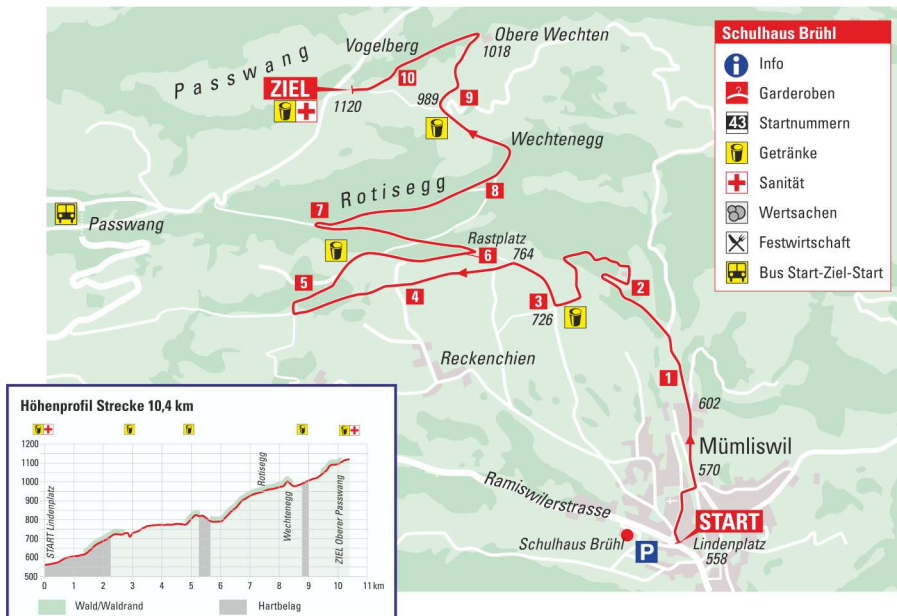 Schulhaus Brühl
Info
Garderoben
43 Startnummern
Getränke
Sanität
Wertsachen
Festwirtschaft
Bus Start-Ziel-Start
Obere Wechten
1018
Vogelberg
Passwang
10
ZIEL
1120
989
9
Wechtenegg
8
Rotisegg
7
Passwang
Rastplatz
6
764
5
4
3
726
2
1
Reckenchien
602
Mümliswil
570
Ramiswilerstrasse
START
Schulhaus Brühl
P
Lindenplatz
558
Höhenprofil Strecke 10,4 km
1200
1100
1000
900
800
700
600
500
START Lindenplatz
Rotisegg
Wechtenegg
ZIEL Oberer Passwang
0 1 2 3 4 5 6 7 8 9 10 11 km
Wald/Waldrand
Hartbelag